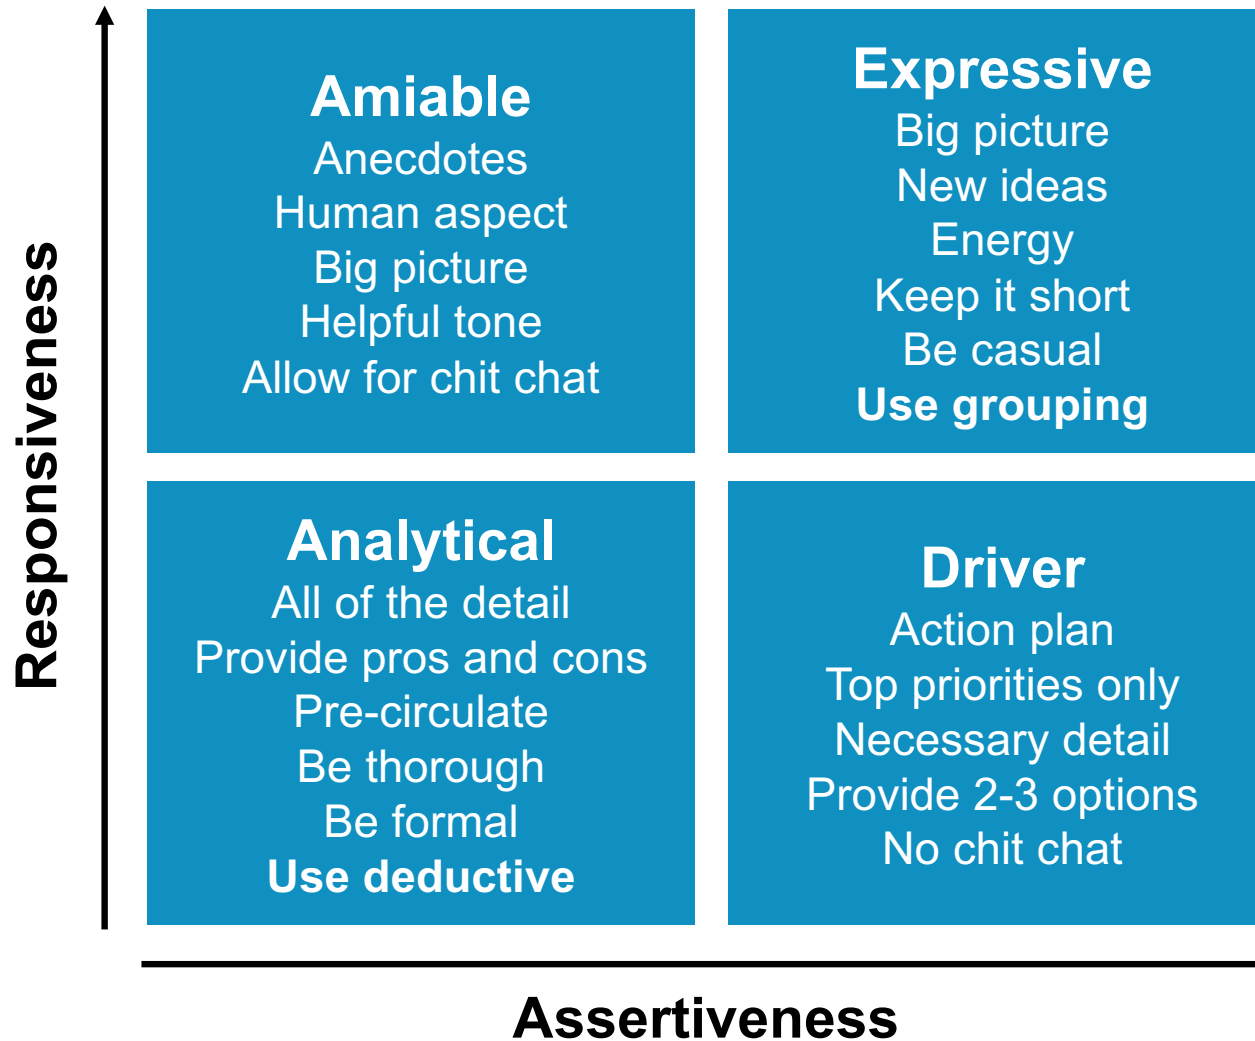 Responsiveness
Amiable
Anecdotes
Human aspect
Big picture
Helpful tone
Allow for chit chat
Expressive
Big picture
New ideas
Energy
Keep it short
Be casual
Use grouping
Analytical
All of the detail
Provide pros and cons
Pre-circulate
Be thorough
Be formal
Use deductive
Driver
Action plan
Top priorities only
Necessary detail
Provide 2-3 options
No chit chat
Assertiveness